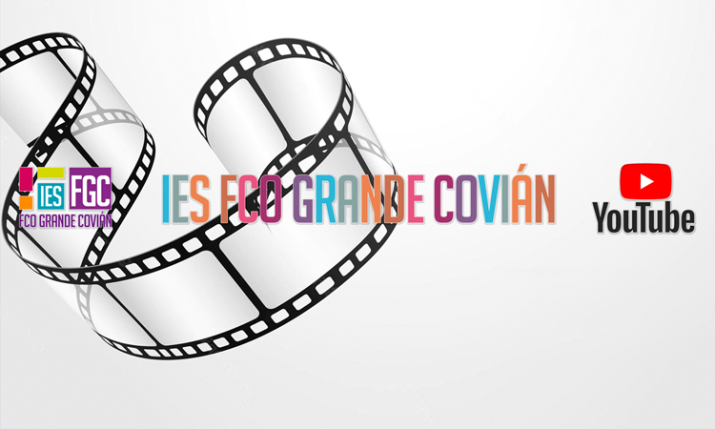 IES FGC
FCO GRANDE COVIÁN
IES FCO GRANDE COVIÁN
YouTube